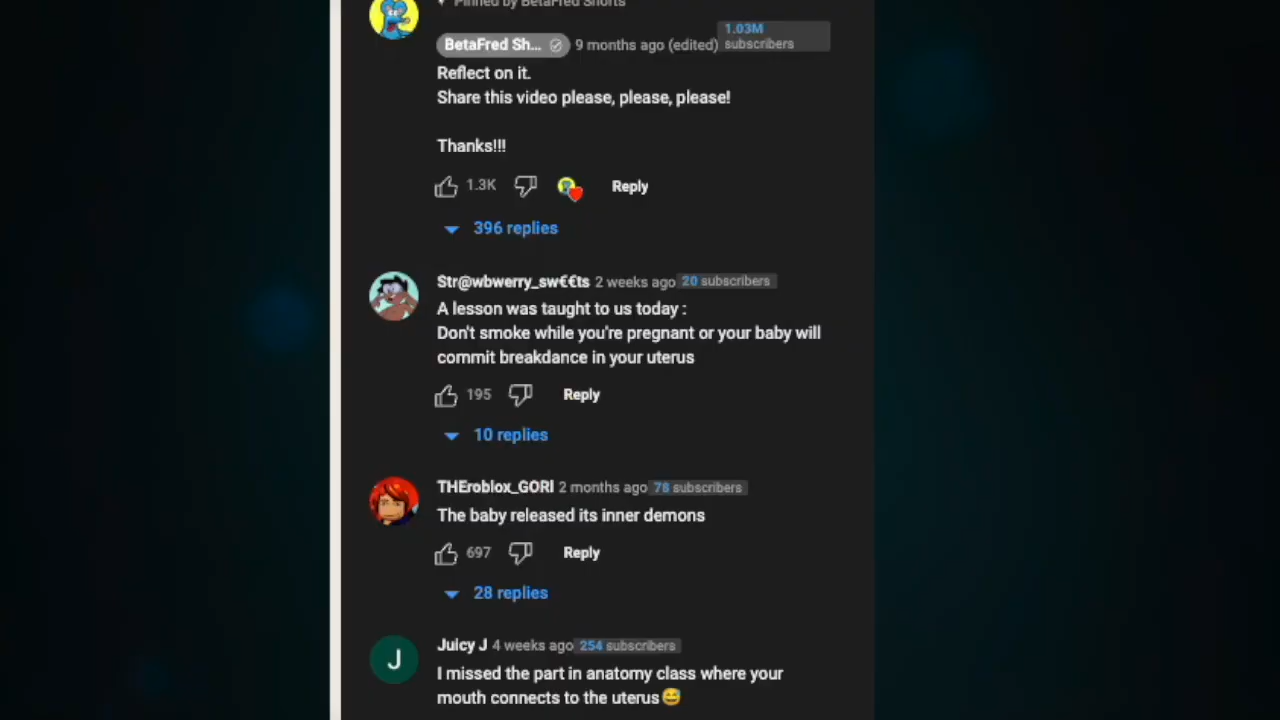 Pinned by BetaFred Shorts
BetaFred Sh... 9 months ago (edited) 1.03M subscribers
Reflect on it.
Share this video please, please, please!
Thanks!!!
1.3K Reply
396 replies
Str@wbwerry_sw€€ts 2 weeks ago 20 subscribers
A lesson was taught to us today :
Don't smoke while you're pregnant or your baby will
commit breakdance in your uterus
195 Reply
10 replies
THEroblox_GORI 2 months ago 78 subscribers
The baby released its inner demons
697 Reply
28 replies
J
Juicy J 4 weeks ago 254 subscribers
I missed the part in anatomy class where your
mouth connects to the uterus😅